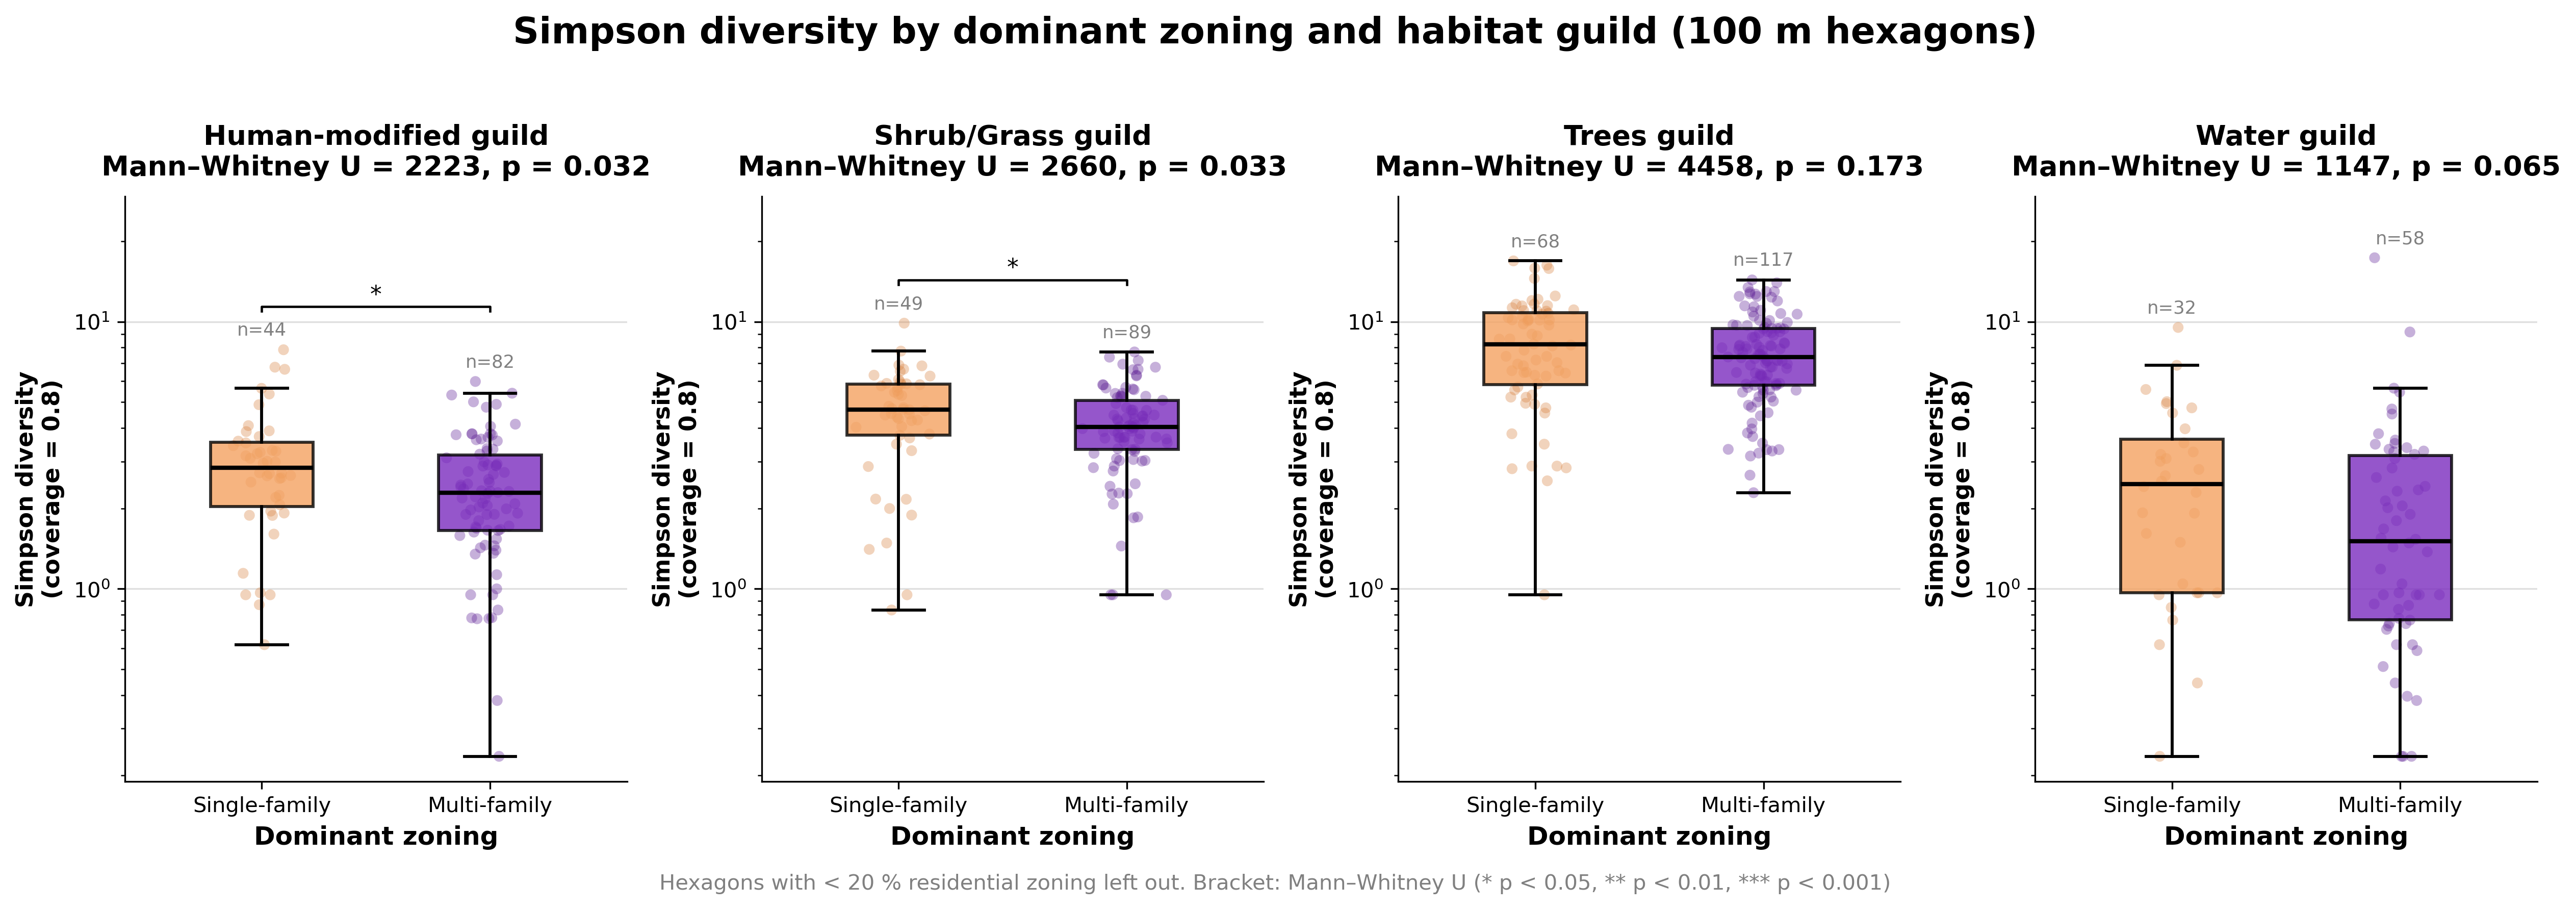 Simpson diversity by dominant zoning and habitat guild (100 m hexagons)
Human-modified guild
Mann–Whitney U = 2223, p = 0.032
Simpson diversity
(coverage = 0.8)
10¹
10⁰
*
n=44
n=82
Single-family
Multi-family
Dominant zoning
Shrub/Grass guild
Mann–Whitney U = 2660, p = 0.033
Simpson diversity
(coverage = 0.8)
10¹
10⁰
*
n=49
n=89
Single-family
Multi-family
Dominant zoning
Trees guild
Mann–Whitney U = 4458, p = 0.173
Simpson diversity
(coverage = 0.8)
10¹
10⁰
n=68
n=117
Single-family
Multi-family
Dominant zoning
Water guild
Mann–Whitney U = 1147, p = 0.065
Simpson diversity
(coverage = 0.8)
10¹
10⁰
n=32
n=58
Single-family
Multi-family
Dominant zoning
Hexagons with < 20 % residential zoning left out. Bracket: Mann–Whitney U (* p < 0.05, ** p < 0.01, *** p < 0.001)